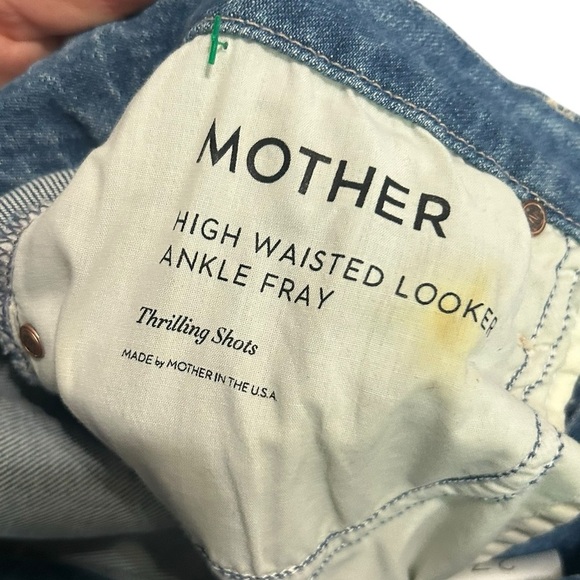 MOTHER
HIGH WAISTED LOOKER
ANKLE FRAY
Thrilling Shots
MADE by MOTHER IN THE U.S.A